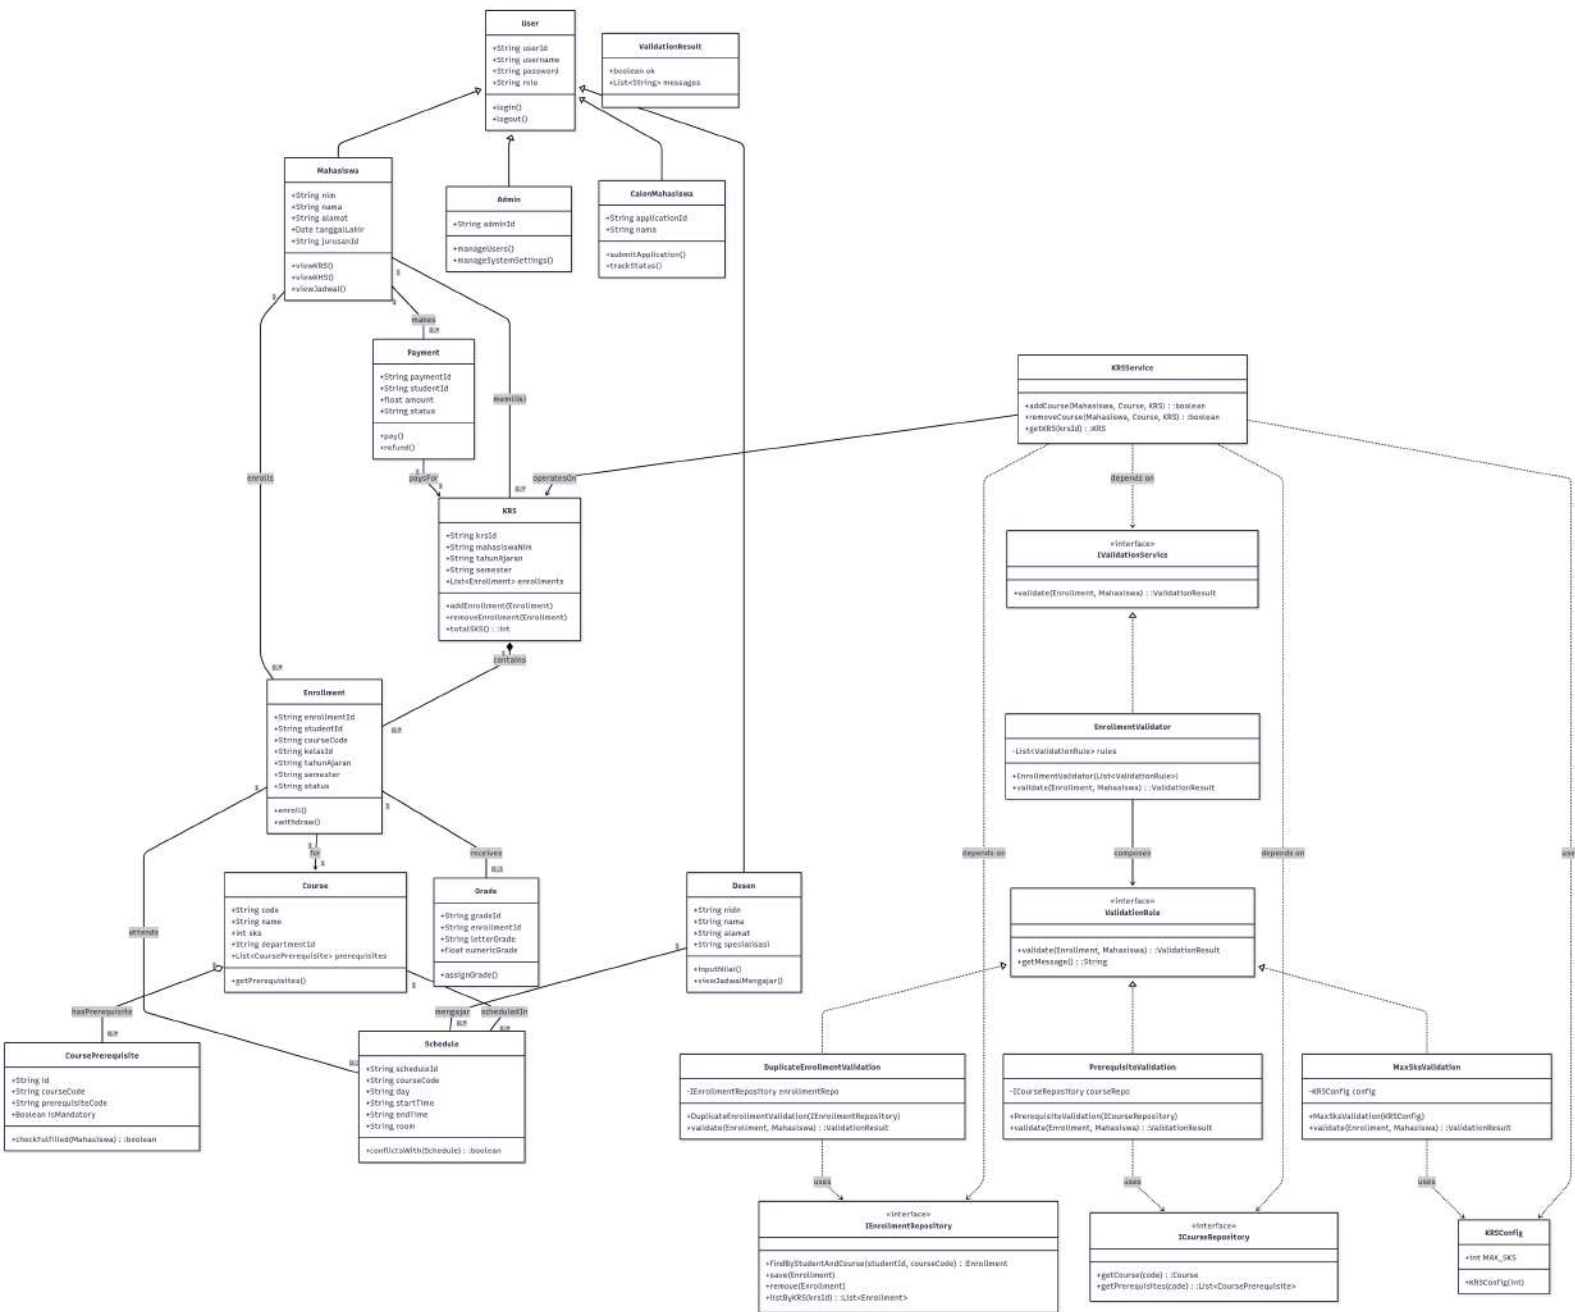 User
+String userId
+String username
+String password
+String role
+login()
+logout()
ValidationResult
+boolean ok
+List<String> messages
Mahasiswa
+String nim
+String nama
+String alamat
+Date tanggalLahir
+String jurusanId
+viewKRS()
+viewKHS()
+viewJadwal()
Admin
+String adminId
+manageUsers()
+manageSystemSettings()
CalonMahasiswa
+String applicationId
+String nama
+submitApplication()
+trackStatus()
makes
Payment
+String paymentId
+String studentId
+float amount
+String status
+pay()
+refund()
memiliki
enrolls
paysFor
operatesOn
KRSService
+addCourse(Mahasiswa, Course, KRS) : :boolean
+removeCourse(Mahasiswa, Course, KRS) : :boolean
+getKRS(krsId) : :KRS
depends on
KRS
+String krsId
+String mahasiswaNim
+String tahunAjaran
+String semester
+List<Enrollment> enrollments
+addEnrollment(Enrollment)
+removeEnrollment(Enrollment)
+totalSKS() : :int
contains
«interface»
IValidationService
+validate(Enrollment, Mahasiswa) : :ValidationResult
Enrollment
+String enrollmentId
+String studentId
+String courseCode
+String kelasId
+String tahunAjaran
+String semester
+String status
+enroll()
+withdraw()
EnrollmentValidator
-List<ValidationRule> rules
+EnrollmentValidator(List<ValidationRule>)
+validate(Enrollment, Mahasiswa) : :ValidationResult
for
receives
depends on
composes
depends on
use
Course
+String code
+String name
+int sks
+String departmentId
+List<CoursePrerequisite> prerequisites
+getPrerequisites()
Grade
+String gradeId
+String enrollmentId
+String letterGrade
+float numericGrade
+assignGrade()
Dosen
+String nidn
+String nama
+String alamat
+String spesialisasi
+inputNilai()
+viewJadwalMengajar()
«interface»
ValidationRule
+validate(Enrollment, Mahasiswa) : :ValidationResult
+getMessage() : :String
attends
hasPrerequisite
mengajar
scheduledIn
CoursePrerequisite
+String id
+String courseCode
+String prerequisiteCode
+Boolean isMandatory
+checkFulfilled(Mahasiswa) : :boolean
Schedule
+String scheduleId
+String courseCode
+String day
+String startTime
+String endTime
+String room
+conflictsWith(Schedule) : :boolean
DuplicateEnrollmentValidation
-IEnrollmentRepository enrollmentRepo
+DuplicateEnrollmentValidation(IEnrollmentRepository)
+validate(Enrollment, Mahasiswa) : :ValidationResult
PrerequisiteValidation
-ICourseRepository courseRepo
+PrerequisiteValidation(ICourseRepository)
+validate(Enrollment, Mahasiswa) : :ValidationResult
MaxSksValidation
-KRSConfig config
+MaxSksValidation(KRSConfig)
+validate(Enrollment, Mahasiswa) : :ValidationResult
uses
uses
uses
«interface»
IEnrollmentRepository
+findByStudentAndCourse(studentId, courseCode) : :Enrollment
+save(Enrollment)
+remove(Enrollment)
+listByKRS(krsId) : :List<Enrollment>
«interface»
ICourseRepository
+getCourse(code) : :Course
+getPrerequisites(code) : :List<CoursePrerequisite>
KRSConfig
+int MAX_SKS
+KRSConfig(int)